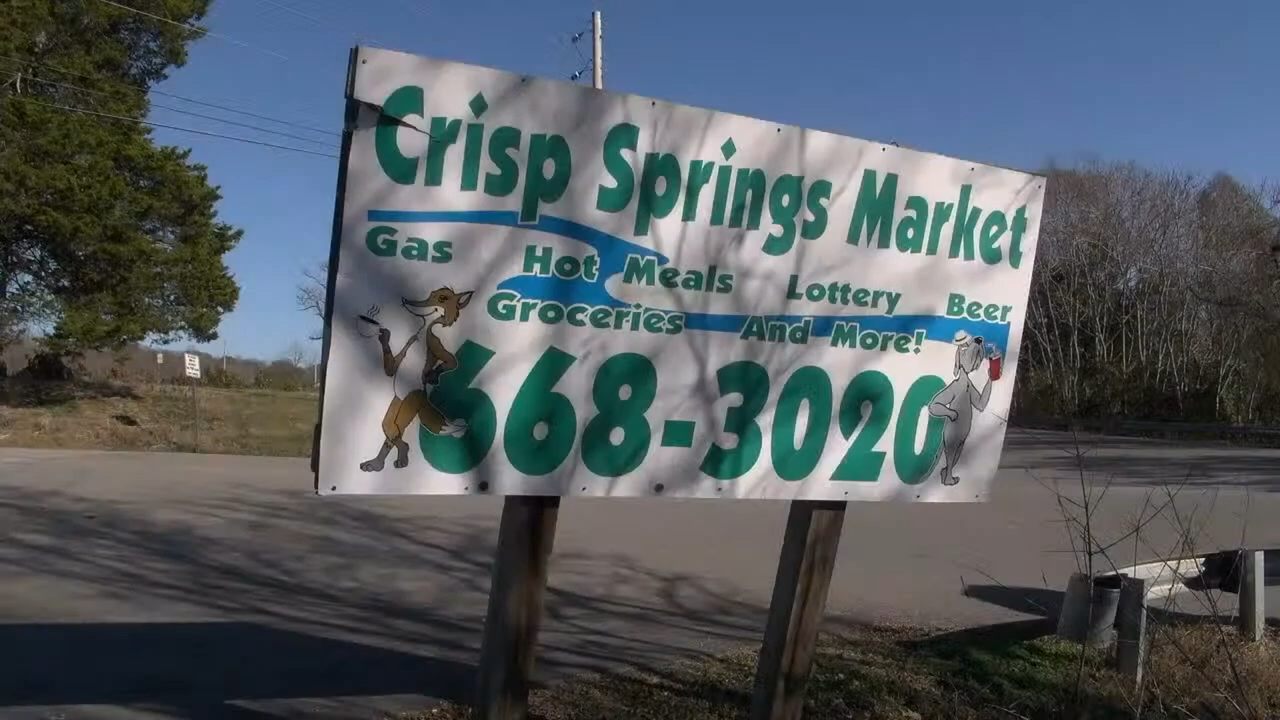 Crisp Springs Market
Gas Hot Meals Lottery Beer
Groceries And More!
668-3020